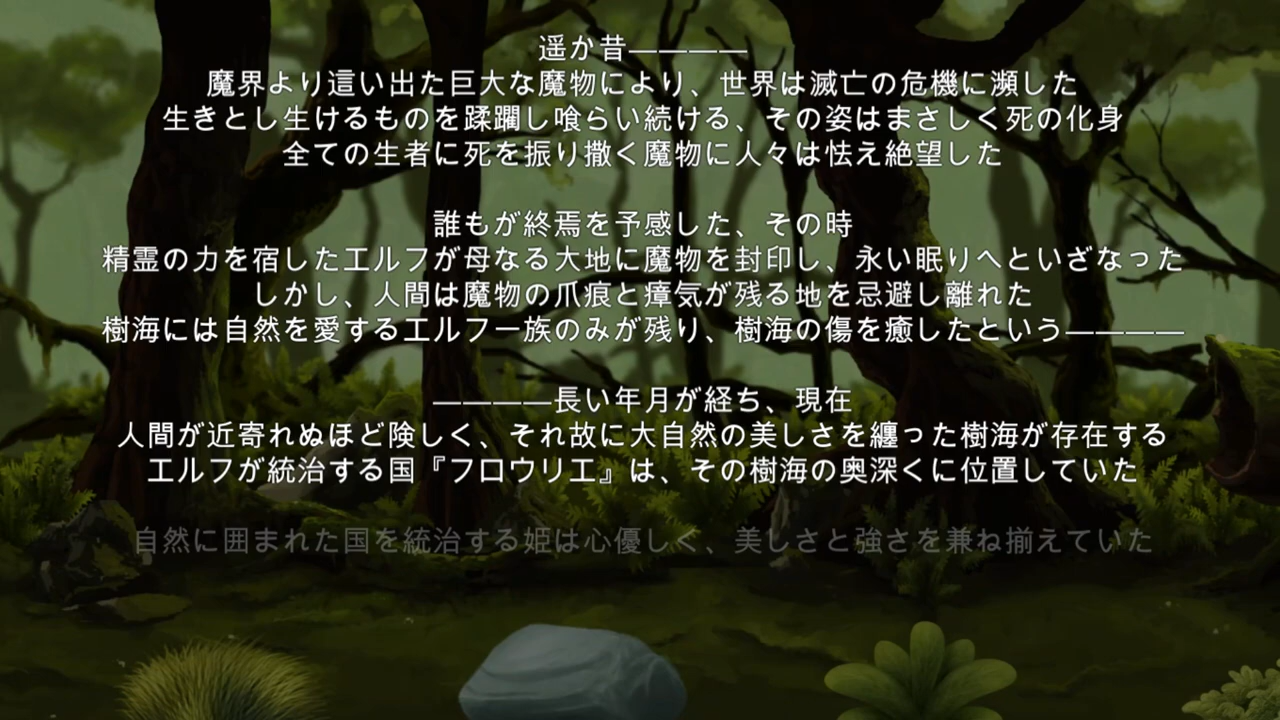 遥か昔――――
魔界より這い出た巨大な魔物により、世界は滅亡の危機に瀕した
生きとし生けるものを蹂躙し喰らい続ける、その姿はまさしく死の化身
全ての生者に死を振り撒く魔物に人々は怯え絶望した
誰もが終焉を予感した、その時
精霊の力を宿したエルフが母なる大地に魔物を封印し、永い眠りへといざなった
しかし、人間は魔物の爪痕と瘴気が残る地を忌避し離れた
樹海には自然を愛するエルフ一族のみが残り、樹海の傷を癒したという――――
――――長い年月が経ち、現在
人間が近寄れぬほど険しく、それ故に大自然の美しさを纏った樹海が存在する
エルフが統治する国『フロウリエ』は、その樹海の奥深くに位置していた
自然に囲まれた国を統治する姫は心優しく、美しさと強さを兼ね揃えていた